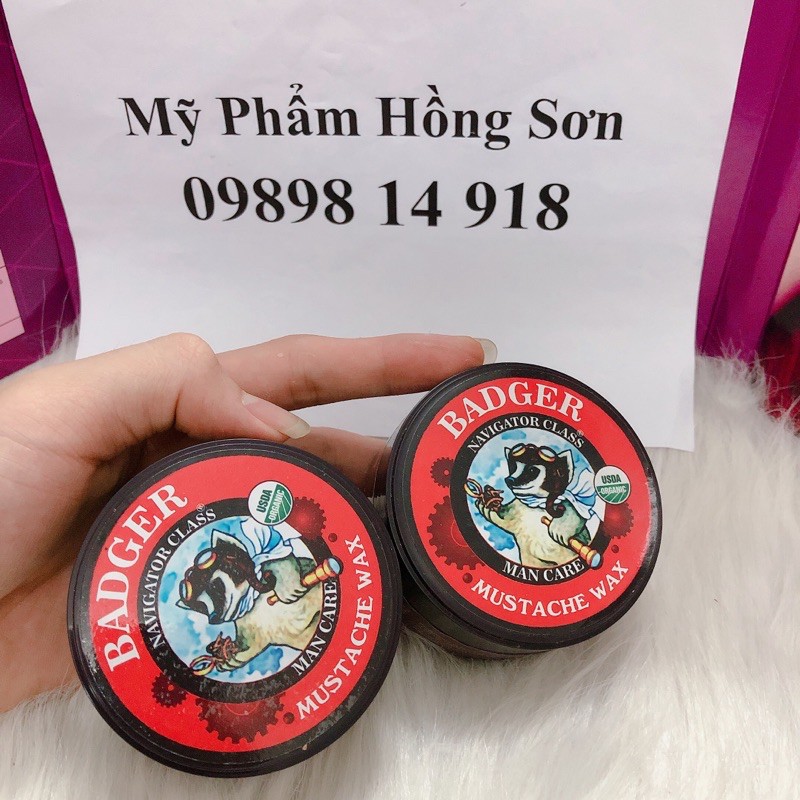 Mỹ Phẩm Hồng Sơn
09898 14 918
BADGER
NAVIGATOR CLASS®
USDA
ORGANIC
MAN CARE
MUSTACHE WAX
BADGER
NAVIGATOR CLASS®
USDA
ORGANIC
MAN CARE
MUSTACHE WAX